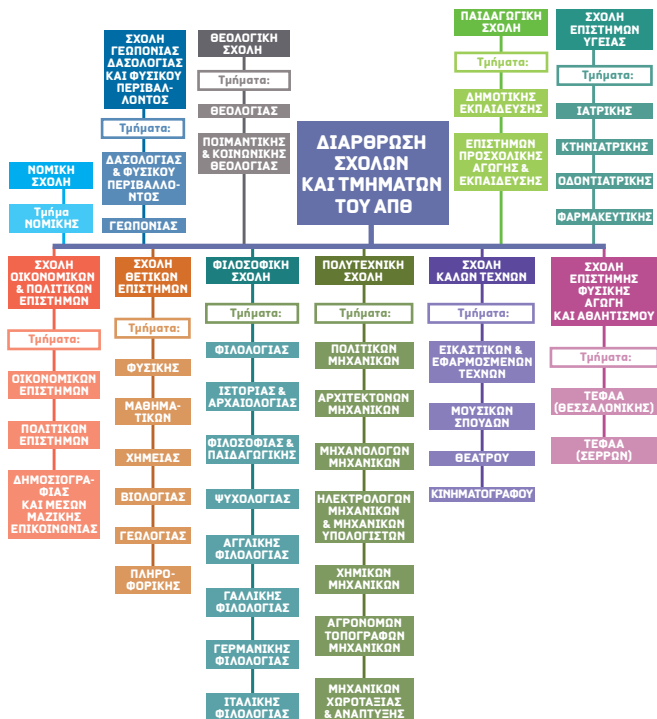 ΣΧΟΛΗ
ΓΕΩΠΟΝΙΑΣ
ΔΑΣΟΛΟΓΙΑΣ
ΚΑΙ ΦΥΣΙΚΟΥ
ΠΕΡΙΒΑΛ-
ΛΟΝΤΟΣ
Τμήματα:
ΔΑΣΟΛΟΓΙΑΣ
& ΦΥΣΙΚΟΥ
ΠΕΡΙΒΑΛΛΟ-
ΝΤΟΣ
ΓΕΩΠΟΝΙΑΣ
ΘΕΟΛΟΓΙΚΗ
ΣΧΟΛΗ
Τμήματα:
ΘΕΟΛΟΓΙΑΣ
ΠΟΙΜΑΝΤΙΚΗΣ
& ΚΟΙΝΩΝΙΚΗΣ
ΘΕΟΛΟΓΙΑΣ
ΔΙΑΡΘΡΩΣΗ
ΣΧΟΛΩΝ
ΚΑΙ ΤΜΗΜΑΤΩΝ
ΤΟΥ ΑΠΘ
ΠΑΙΔΑΓΩΓΙΚΗ
ΣΧΟΛΗ
Τμήματα:
ΔΗΜΟΤΙΚΗΣ
ΕΚΠΑΙΔΕΥΣΗΣ
ΕΠΙΣΤΗΜΩΝ
ΠΡΟΣΧΟΛΙΚΗΣ
ΑΓΩΓΗΣ &
ΕΚΠΑΙΔΕΥΣΗΣ
ΣΧΟΛΗ
ΕΠΙΣΤΗΜΩΝ
ΥΓΕΙΑΣ
Τμήματα:
ΙΑΤΡΙΚΗΣ
ΚΤΗΝΙΑΤΡΙΚΗΣ
ΟΔΟΝΤΙΑΤΡΙΚΗΣ
ΦΑΡΜΑΚΕΥΤΙΚΗΣ
ΝΟΜΙΚΗ
ΣΧΟΛΗ
Τμήμα
ΝΟΜΙΚΗΣ
ΣΧΟΛΗ
ΟΙΚΟΝΟΜΙΚΩΝ
& ΠΟΛΙΤΙΚΩΝ
ΕΠΙΣΤΗΜΩΝ
Τμήματα:
ΟΙΚΟΝΟΜΙΚΩΝ
ΕΠΙΣΤΗΜΩΝ
ΠΟΛΙΤΙΚΩΝ
ΕΠΙΣΤΗΜΩΝ
ΔΗΜΟΣΙΟΓΡΑ-
ΦΙΑΣ
ΚΑΙ ΜΕΣΩΝ
ΜΑΖΙΚΗΣ
ΕΠΙΚΟΙΝΩΝΙΑΣ
ΣΧΟΛΗ
ΘΕΤΙΚΩΝ
ΕΠΙΣΤΗΜΩΝ
Τμήματα:
ΦΥΣΙΚΗΣ
ΜΑΘΗΜΑ-
ΤΙΚΩΝ
ΧΗΜΕΙΑΣ
ΒΙΟΛΟΓΙΑΣ
ΓΕΩΛΟΓΙΑΣ
ΠΛΗΡΟ-
ΦΟΡΙΚΗΣ
ΦΙΛΟΣΟΦΙΚΗ
ΣΧΟΛΗ
Τμήματα:
ΦΙΛΟΛΟΓΙΑΣ
ΙΣΤΟΡΙΑΣ &
ΑΡΧΑΙΟΛΟΓΙΑΣ
ΦΙΛΟΣΟΦΙΑΣ &
ΠΑΙΔΑΓΩΓΙΚΗΣ
ΨΥΧΟΛΟΓΙΑΣ
ΑΓΓΛΙΚΗΣ
ΦΙΛΟΛΟΓΙΑΣ
ΓΑΛΛΙΚΗΣ
ΦΙΛΟΛΟΓΙΑΣ
ΓΕΡΜΑΝΙΚΗΣ
ΦΙΛΟΛΟΓΙΑΣ
ΙΤΑΛΙΚΗΣ
ΦΙΛΟΛΟΓΙΑΣ
ΠΟΛΥΤΕΧΝΙΚΗ
ΣΧΟΛΗ
Τμήματα:
ΠΟΛΙΤΙΚΩΝ
ΜΗΧΑΝΙΚΩΝ
ΑΡΧΙΤΕΚΤΟΝΩΝ
ΜΗΧΑΝΙΚΩΝ
ΜΗΧΑΝΟΛΟΓΩΝ
ΜΗΧΑΝΙΚΩΝ
ΗΛΕΚΤΡΟΛΟΓΩΝ
ΜΗΧΑΝΙΚΩΝ
& ΜΗΧΑΝΙΚΩΝ
ΥΠΟΛΟΓΙΣΤΩΝ
ΧΗΜΙΚΩΝ
ΜΗΧΑΝΙΚΩΝ
ΑΓΡΟΝΟΜΩΝ
ΤΟΠΟΓΡΑΦΩΝ
ΜΗΧΑΝΙΚΩΝ
ΜΗΧΑΝΙΚΩΝ
ΧΩΡΟΤΑΞΙΑΣ
& ΑΝΑΠΤΥΞΗΣ
ΣΧΟΛΗ
ΚΑΛΩΝ ΤΕΧΝΩΝ
Τμήματα:
ΕΙΚΑΣΤΙΚΩΝ &
ΕΦΑΡΜΟΣΜΕΝΩΝ
ΤΕΧΝΩΝ
ΜΟΥΣΙΚΩΝ
ΣΠΟΥΔΩΝ
ΘΕΑΤΡΟΥ
ΚΙΝΗΜΑΤΟΓΡΑΦΟΥ
ΣΧΟΛΗ
ΕΠΙΣΤΗΜΗΣ
ΦΥΣΙΚΗΣ
ΑΓΩΓΗ
ΚΑΙ ΑΘΛΗΤΙΣΜΟΥ
Τμήματα:
ΤΕΦΑΑ
(ΘΕΣΣΑΛΟΝΙΚΗΣ)
ΤΕΦΑΑ
(ΣΕΡΡΩΝ)